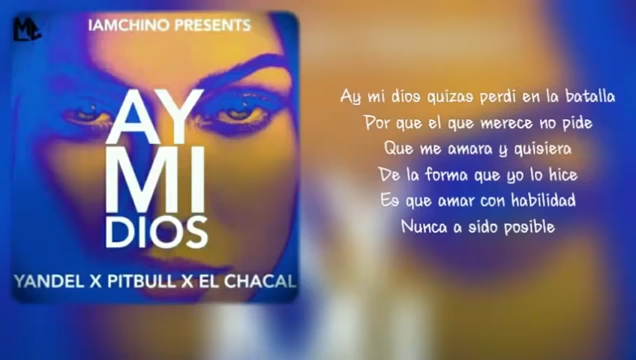 IAMCHINO PRESENTS
AY
MI
DIOS
YANDEL X PITBULL X EL CHACAL
Ay mi dios quizas perdi en la batalla
Por que el que merece no pide
Que me amara y quisiera
De la forma que yo lo hice
Es que amar con habilidad
Nunca a sido posible